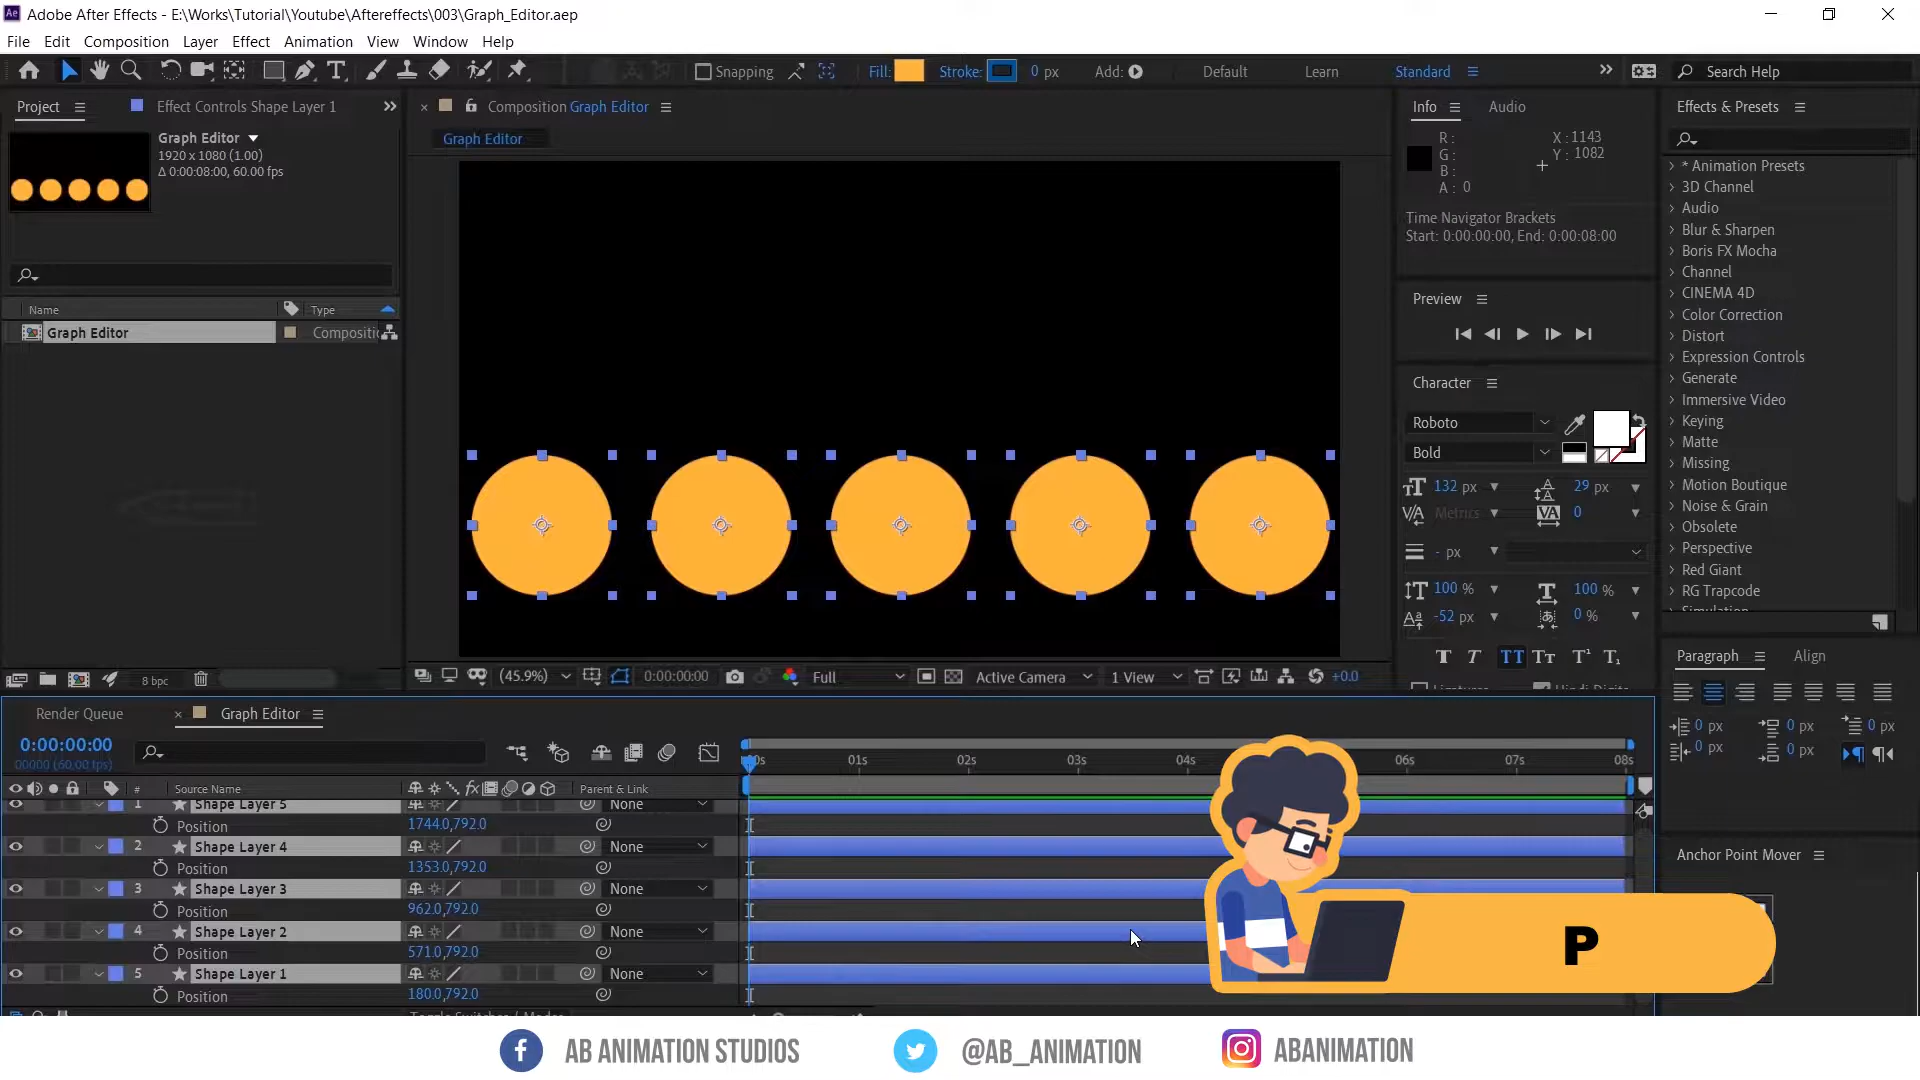 Adobe After Effects - E:\Works\Tutorial\Youtube\Aftereffects\003\Graph_Editor.aep
File Edit Composition Layer Effect Animation View Window Help
Snapping Fill: Stroke: 0 px Add: Default Learn Standard Search Help
Project Effect Controls Shape Layer 1
Graph Editor
1920 x 1080 (1.00)
Δ 0:00:08:00, 60.00 fps
Name Type
Graph Editor
8 bpc
Composition Graph Editor
Graph Editor
(45.9%) 0:00:00:00 Full Active Camera 1 View +0.0
Info Audio
R :
G :
B :
A : 0
X : 1143
Y : 1082
Time Navigator Brackets
Start: 0:00:00:00, End: 0:00:08:00
Preview
Character
Roboto
Bold
132 px 29 px
Metrics 0
- px
100 % 100 %
-52 px 0 %
T T TT Tт T¹ T₁
Effects & Presets
* Animation Presets
3D Channel
Audio
Blur & Sharpen
Boris FX Mocha
Channel
CINEMA 4D
Color Correction
Distort
Expression Controls
Generate
Immersive Video
Keying
Matte
Missing
Motion Boutique
Noise & Grain
Obsolete
Perspective
Red Giant
RG Trapcode
Paragraph Align
0 px 0 px 0 px
0 px 0 px
Anchor Point Mover
Render Queue Graph Editor
0:00:00:00
00000 (60.00 fps)
# Source Name Parent & Link
01s 02s 03s 04s 06s 07s 08s
1 Shape Layer 5 None
Position 1744.0,792.0
2 Shape Layer 4 None
Position 1353.0,792.0
3 Shape Layer 3 None
Position 962.0,792.0
4 Shape Layer 2 None
Position 571.0,792.0
5 Shape Layer 1 None
Position 180.0,792.0
P
AB ANIMATION STUDIOS @AB_ANIMATION ABANIMATION